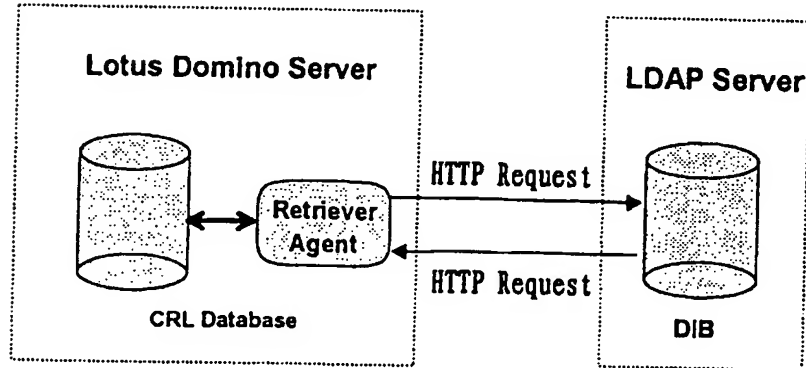 Lotus Domino Server
LDAP Server
HTTP Request
Retriever
Agent
HTTP Request
CRL Database
DIB